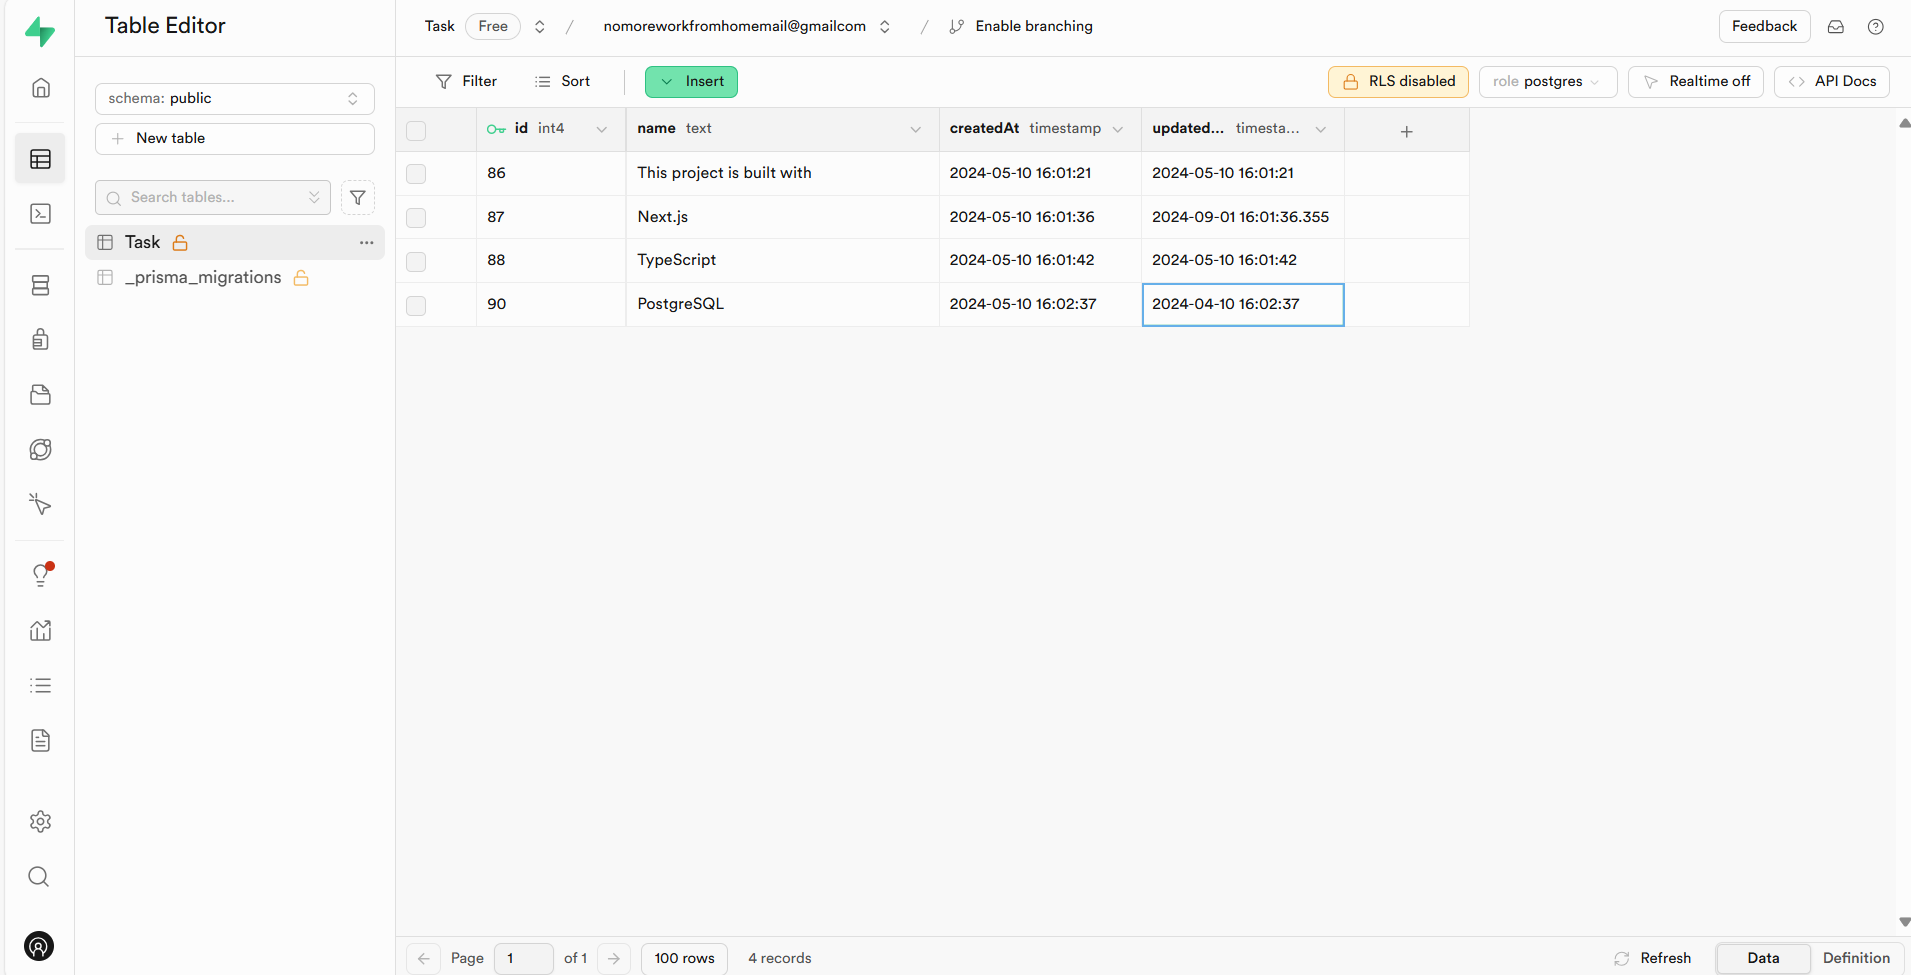 Table Editor
Task Free / nomoreworkfromhomemail@gmailcom / Enable branching
Feedback
schema: public
New table
Search tables...
Task
_prisma_migrations
Filter Sort Insert
RLS disabled role postgres Realtime off API Docs
id int4 name text createdAt timestamp updated... timesta...
86 This project is built with 2024-05-10 16:01:21 2024-05-10 16:01:21
87 Next.js 2024-05-10 16:01:36 2024-09-01 16:01:36.355
88 TypeScript 2024-05-10 16:01:42 2024-05-10 16:01:42
90 PostgreSQL 2024-05-10 16:02:37 2024-04-10 16:02:37
Page 1 of 1 100 rows 4 records
Refresh Data Definition